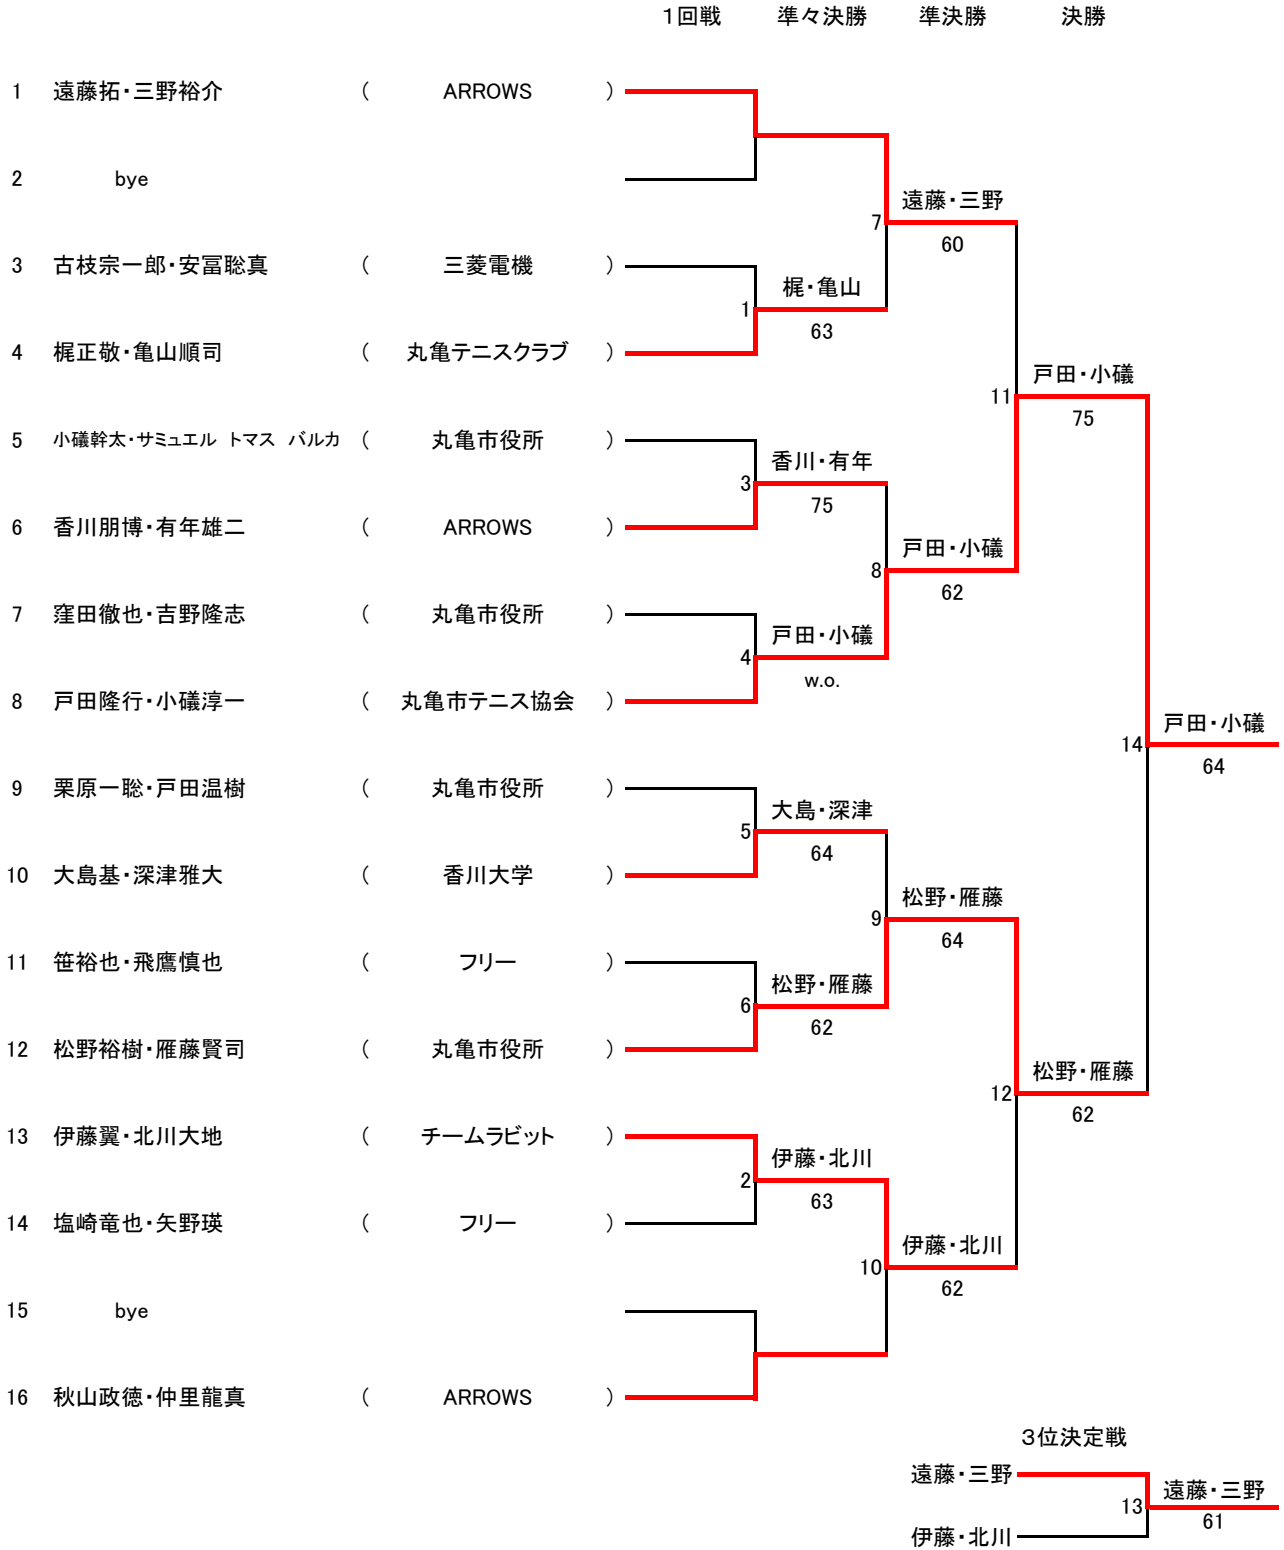 1回戦 準々決勝 準決勝 決勝
1 遠藤拓・三野裕介 ( ARROWS )
2 bye
遠藤・三野
7
60
3 古枝宗一郎・安冨聡真 ( 三菱電機 )
梶・亀山
1
63
4 梶正敬・亀山順司 ( 丸亀テニスクラブ )
戸田・小礒
11
75
5 小礒幹太・サミュエル トマス バルカ ( 丸亀市役所 )
香川・有年
3
75
6 香川朋博・有年雄二 ( ARROWS )
戸田・小礒
8
62
7 窪田徹也・吉野隆志 ( 丸亀市役所 )
戸田・小礒
4
w.o.
8 戸田隆行・小礒淳一 ( 丸亀市テニス協会 )
戸田・小礒
14
64
9 栗原一聡・戸田温樹 ( 丸亀市役所 )
大島・深津
5
64
10 大島基・深津雅大 ( 香川大学 )
松野・雁藤
9
64
11 笹裕也・飛鷹慎也 ( フリー )
松野・雁藤
6
62
12 松野裕樹・雁藤賢司 ( 丸亀市役所 )
松野・雁藤
12
62
13 伊藤翼・北川大地 ( チームラビット )
伊藤・北川
2
63
14 塩崎竜也・矢野瑛 ( フリー )
伊藤・北川
10
62
15 bye
16 秋山政徳・仲里龍真 ( ARROWS )
3位決定戦
遠藤・三野
遠藤・三野
13
61
伊藤・北川